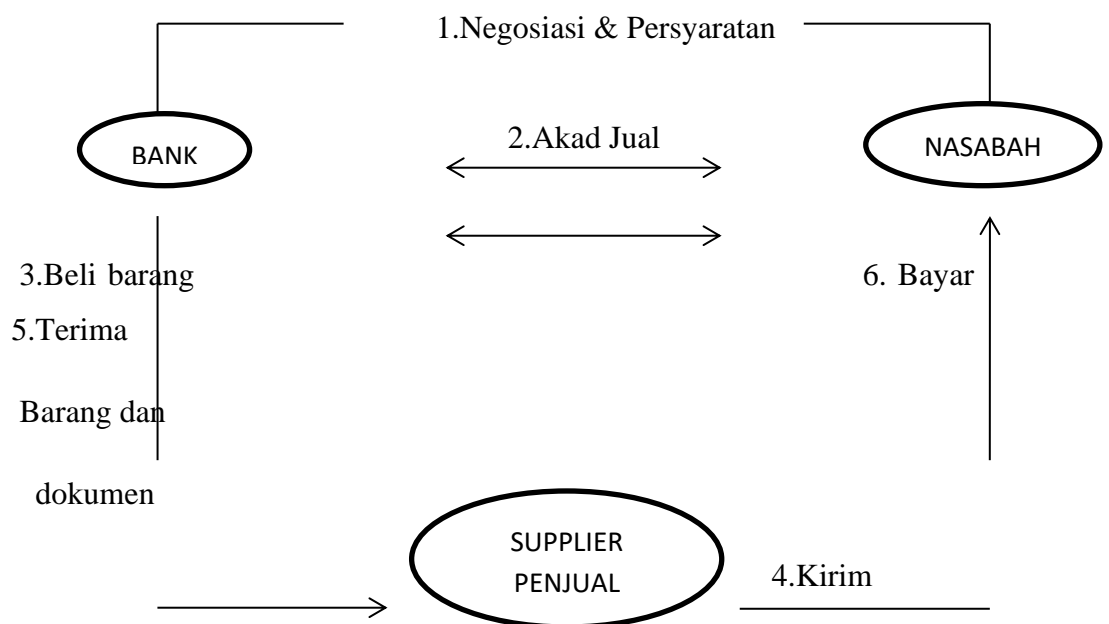 1.Negosiasi & Persyaratan
BANK
2.Akad Jual
NASABAH
3.Beli barang
6. Bayar
5.Terima
Barang dan
dokumen
SUPPLIER
PENJUAL
4.Kirim